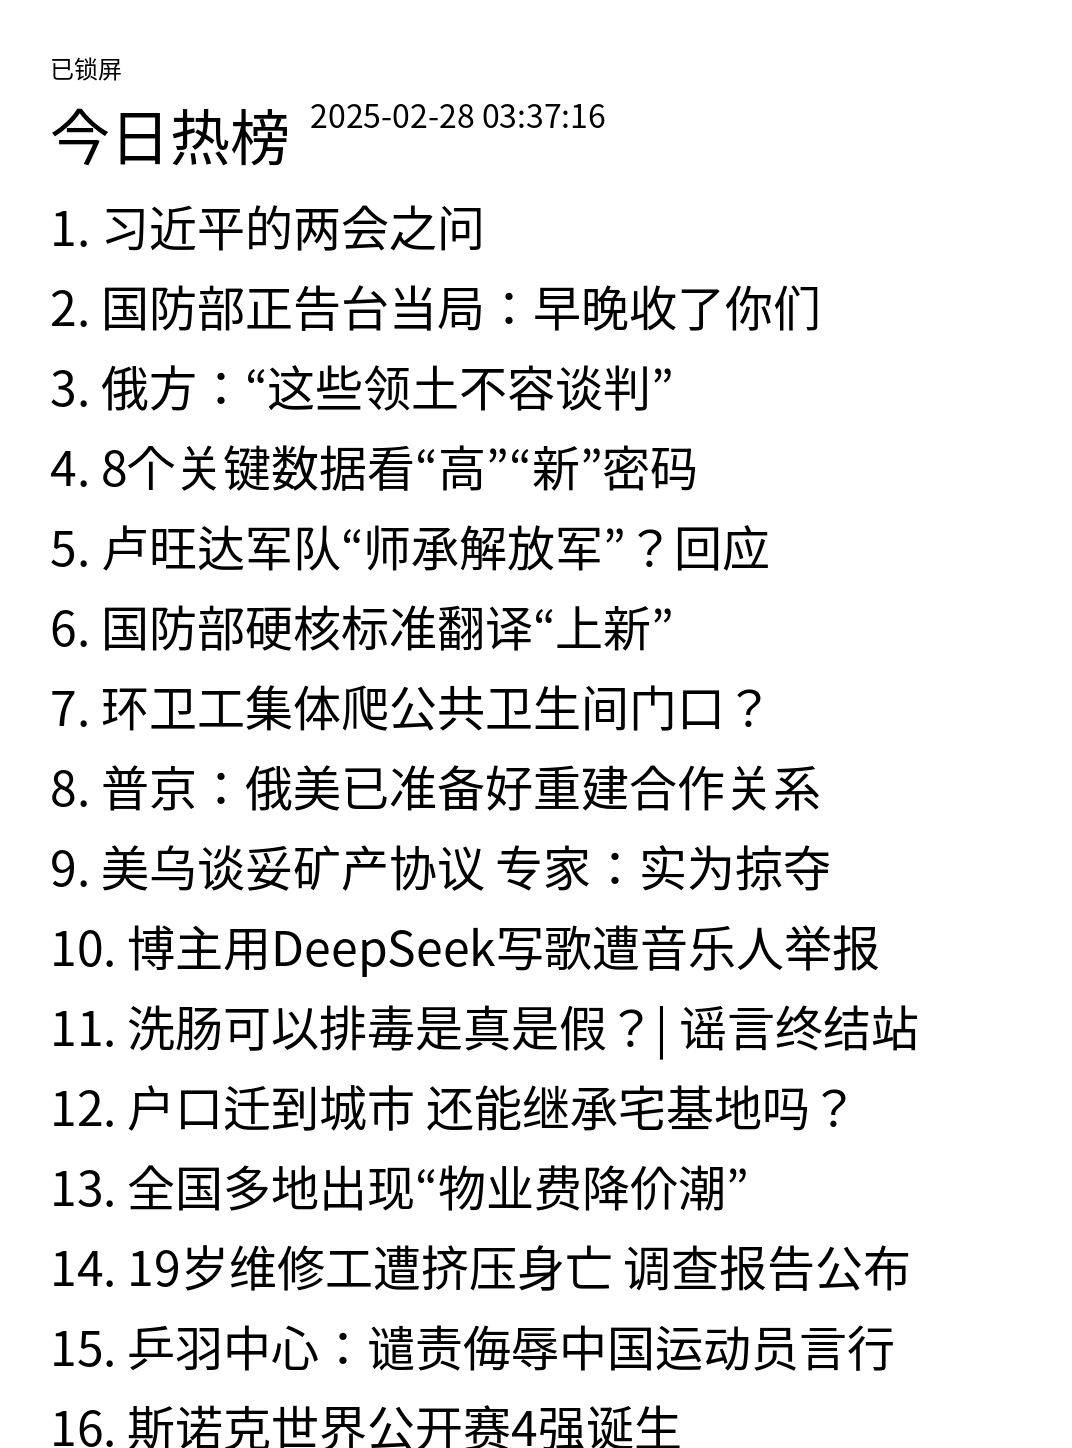 已锁屏
今日热榜 2025-02-28 03:37:16
1. 习近平的两会之问
2. 国防部正告台当局：早晚收了你们
3. 俄方：“这些领土不容谈判”
4. 8个关键数据看“高”“新”密码
5. 卢旺达军队“师承解放军”？回应
6. 国防部硬核标准翻译“上新”
7. 环卫工集体爬公共卫生间门口？
8. 普京：俄美已准备好重建合作关系
9. 美乌谈妥矿产协议 专家：实为掠夺
10. 博主用DeepSeek写歌遭音乐人举报
11. 洗肠可以排毒是真是假？| 谣言终结站
12. 户口迁到城市 还能继承宅基地吗？
13. 全国多地出现“物业费降价潮”
14. 19岁维修工遭挤压身亡 调查报告公布
15. 乒羽中心：谴责侮辱中国运动员言行
16. 斯诺克世界公开赛4强诞生